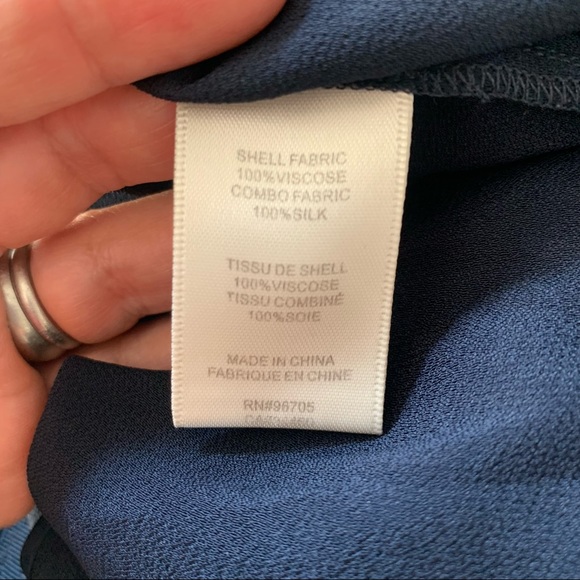 SHELL FABRIC
100%VISCOSE
COMBO FABRIC
100%SILK
TISSU DE SHELL
100%VISCOSE
TISSU COMBINÉ
100%SOIE
MADE IN CHINA
FABRIQUE EN CHINE
RN#96705